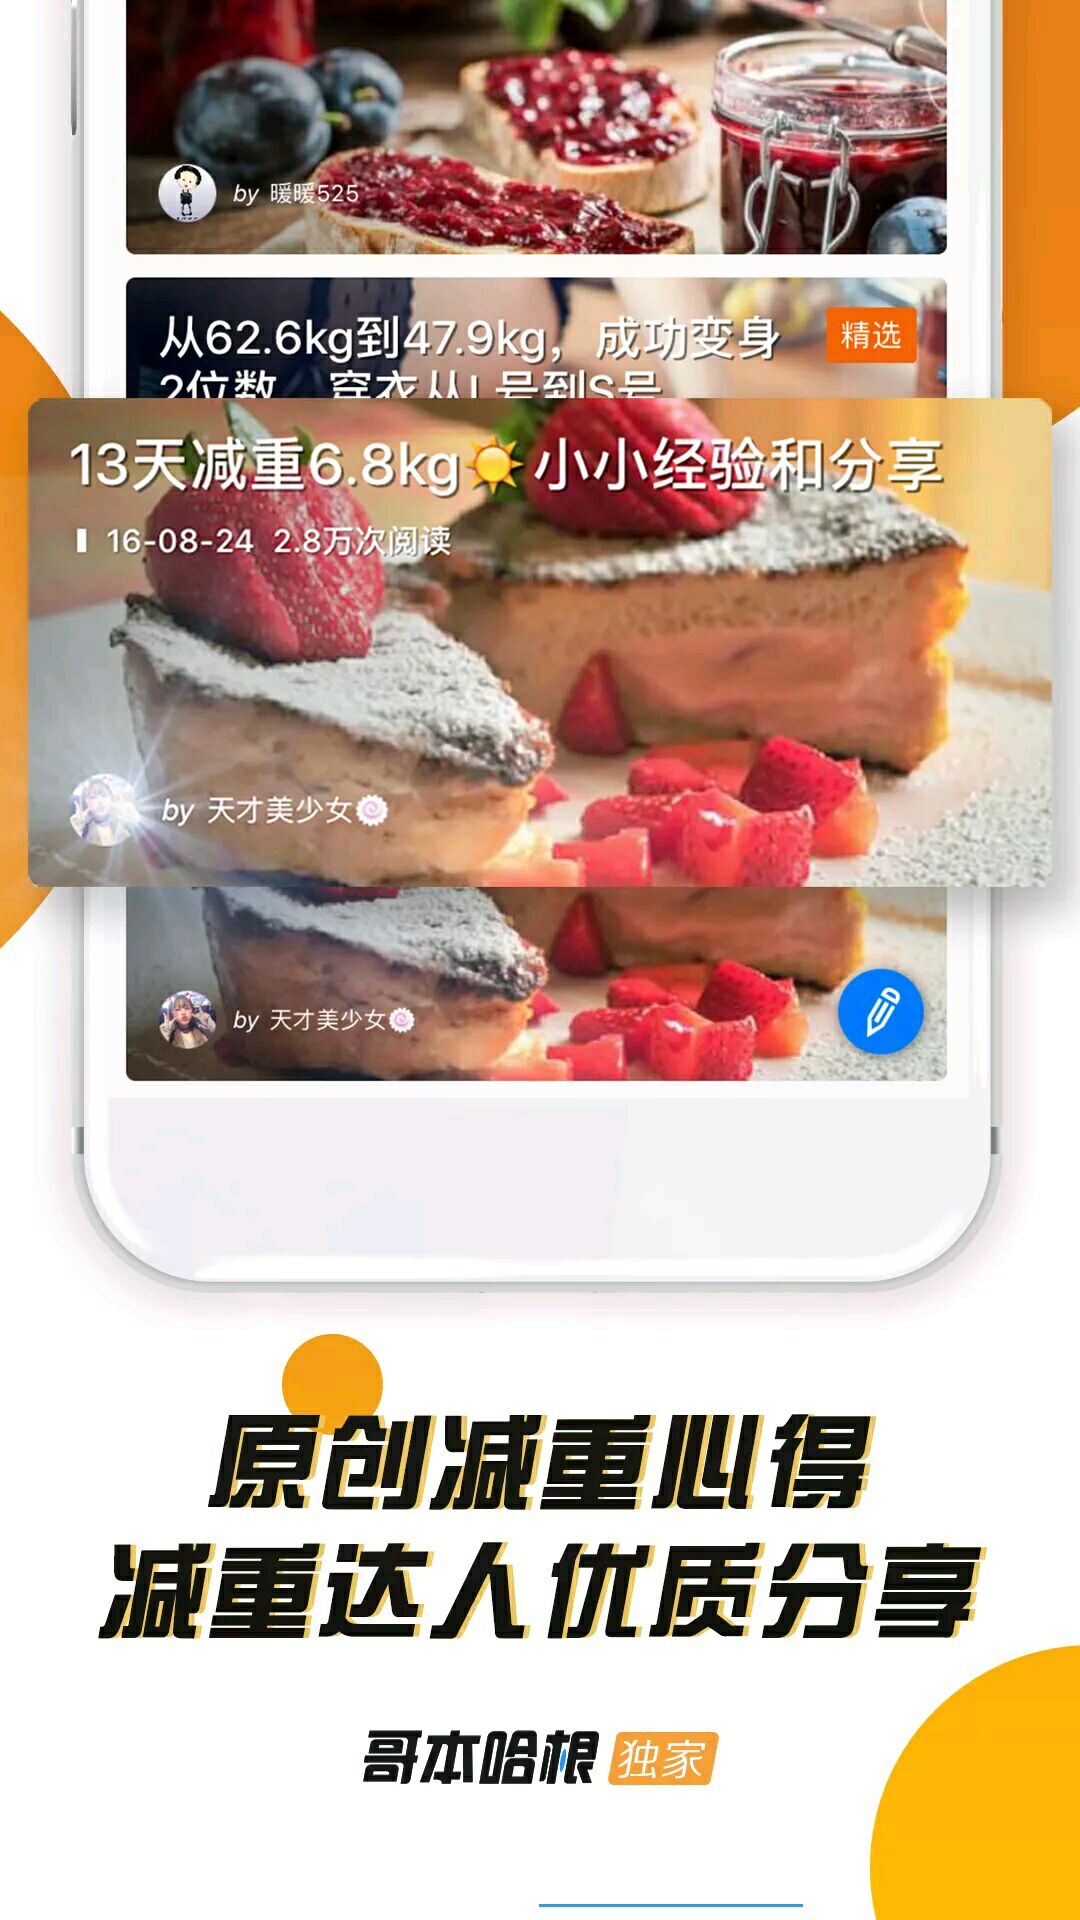 by 暖暖525
从62.6kg到47.9kg，成功变身
精选
2位数，穿衣从L号到S号
13天减重6.8kg☀️小小经验和分享
16-08-24 2.8万次阅读
by 天才美少女🍥
by 天才美少女🍥
原创减重心得
减重达人优质分享
哥本哈根 独家